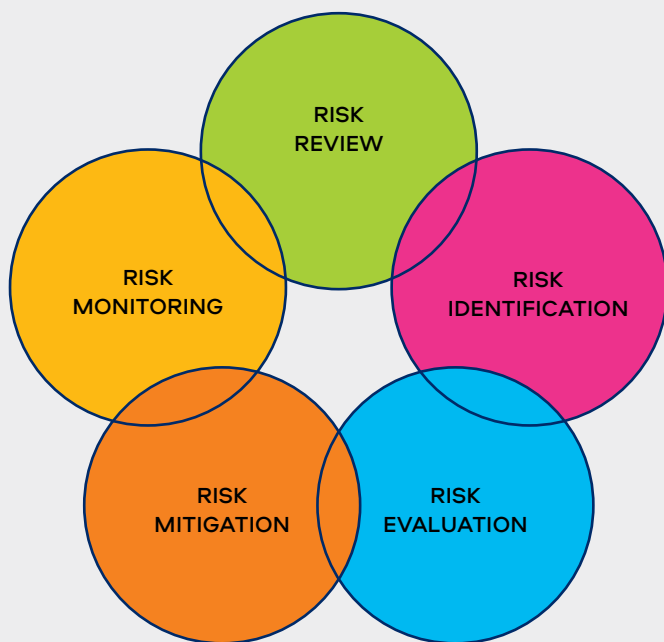 RISK
REVIEW
RISK
IDENTIFICATION
RISK
EVALUATION
RISK
MITIGATION
RISK
MONITORING